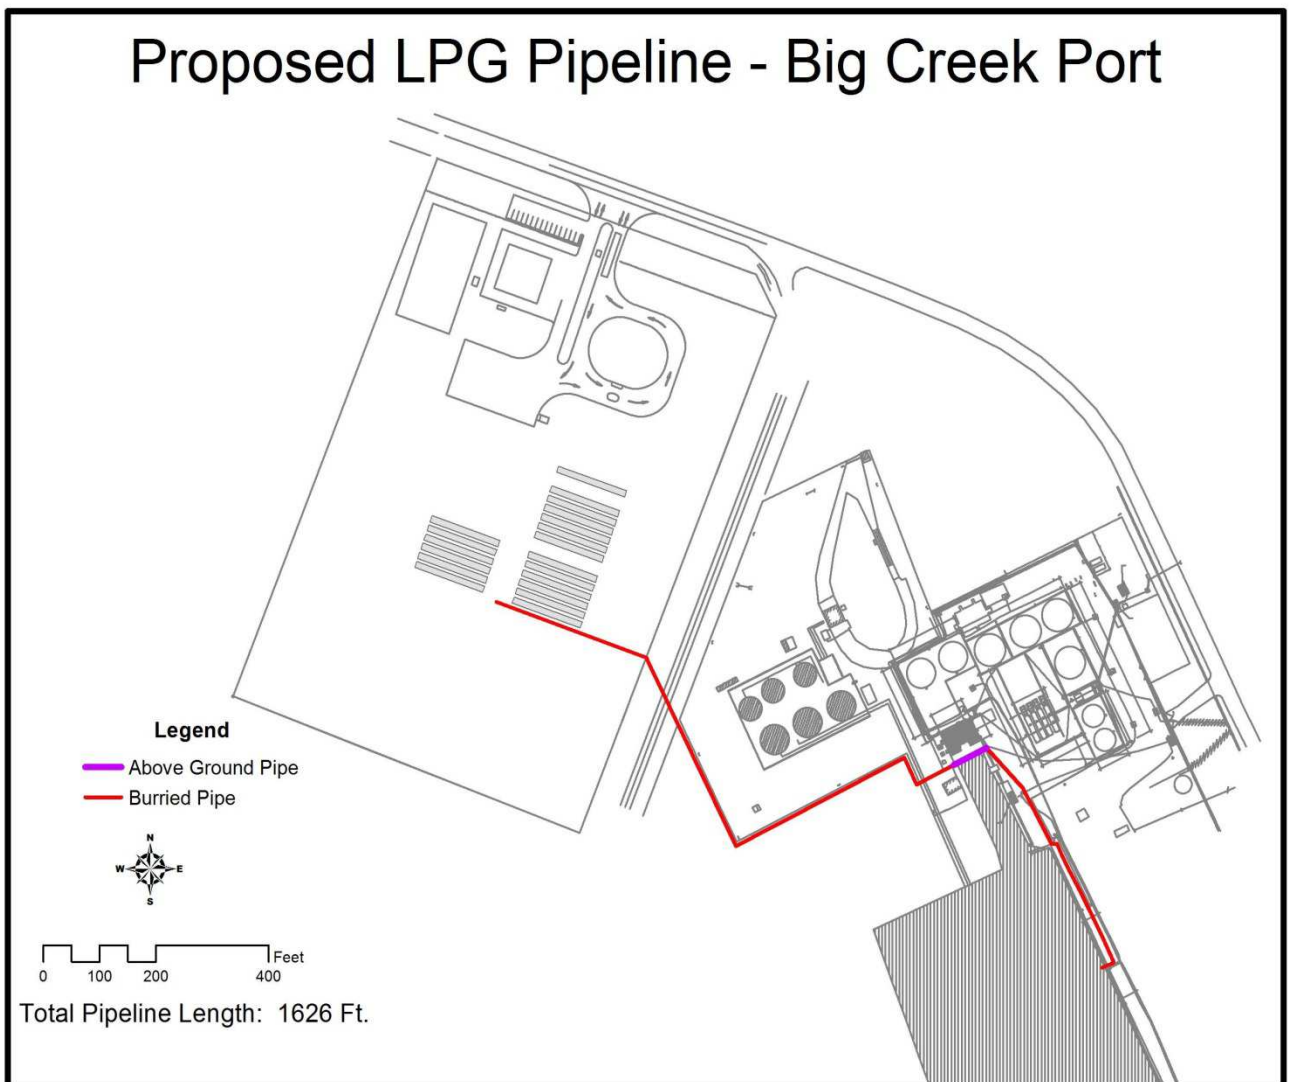 Proposed LPG Pipeline - Big Creek Port
Legend
Above Ground Pipe
Burried Pipe
N
W E
S
0 100 200 400 Feet
Total Pipeline Length: 1626 Ft.